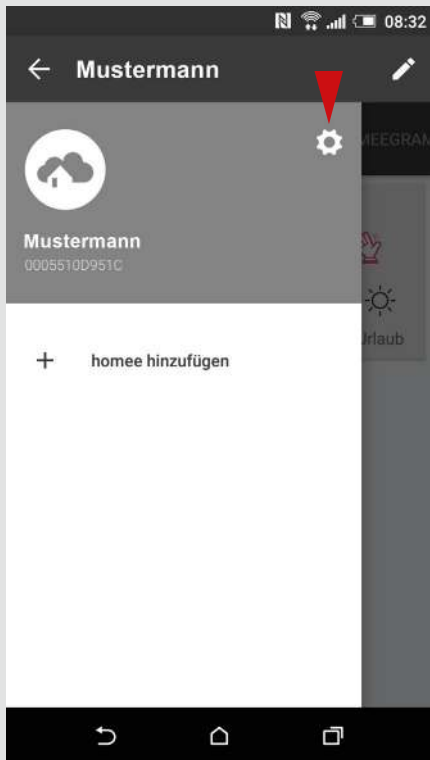 08:32
Mustermann
MEEGRAM
Mustermann
0005510D951C
Urlaub
homee hinzufügen